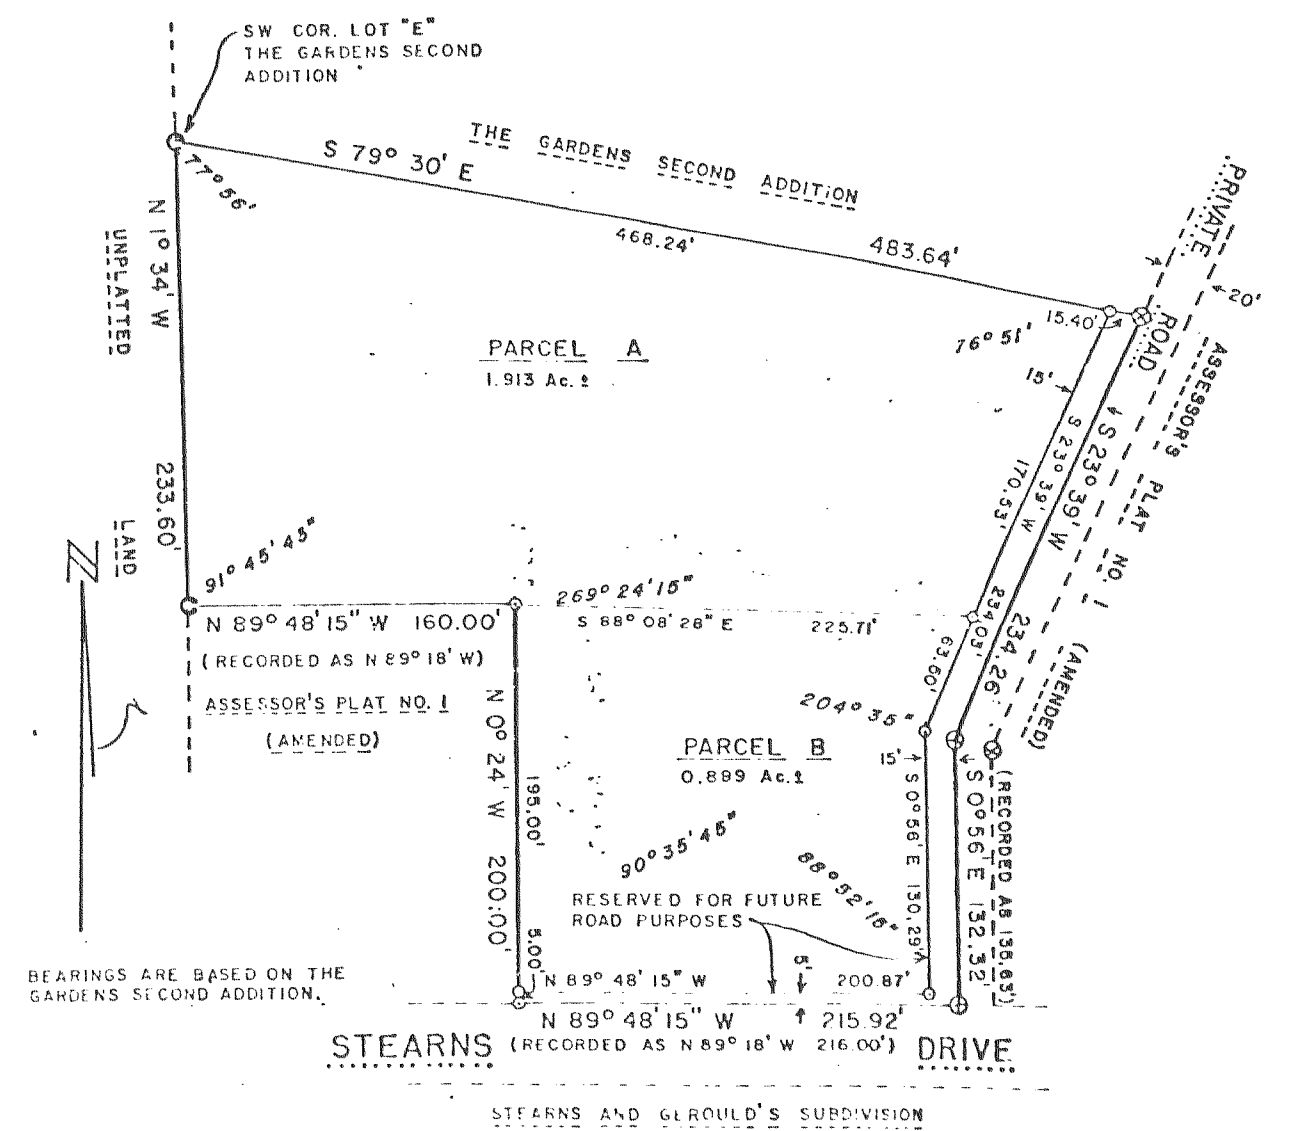 SW COR. LOT "E"
THE GARDENS SECOND
ADDITION
THE GARDENS SECOND ADDITION
S 79° 30' E
468.24'
483.64'
77° 56'
N 1° 34' W
233.60'
UNPLATTED
LAND
PRIVATE
ROAD
20'
15.40'
76° 51'
15'
PARCEL A
1.913 Ac.±
S 23° 39' W
170.53'
234.03'
63.60'
S 23° 39' W
234.26'
ASSESSOR'S PLAT NO. 1 (AMENDED)
91° 45' 45"
N 89° 48' 15" W 160.00'
(RECORDED AS N 89° 18' W)
ASSESSOR'S PLAT NO. 1
(AMENDED)
269° 24' 15"
S 88° 08' 28" E 225.71'
204° 35"
PARCEL B
0.889 Ac.±
15'
N 0° 24' W 200.00'
195.00'
5.00'
90° 35' 45"
88° 52' 15"
S 0° 56' E 130.29'
S 0° 56' E 132.32'
(RECORDED AS 135.63')
RESERVED FOR FUTURE
ROAD PURPOSES
5'
N 89° 48' 15" W 200.87'
N 89° 48' 15" W 215.92'
BEARINGS ARE BASED ON THE
GARDENS SECOND ADDITION.
STEARNS (RECORDED AS N 89° 18' W 216.00') DRIVE
STEARNS AND GEROULD'S SUBDIVISION